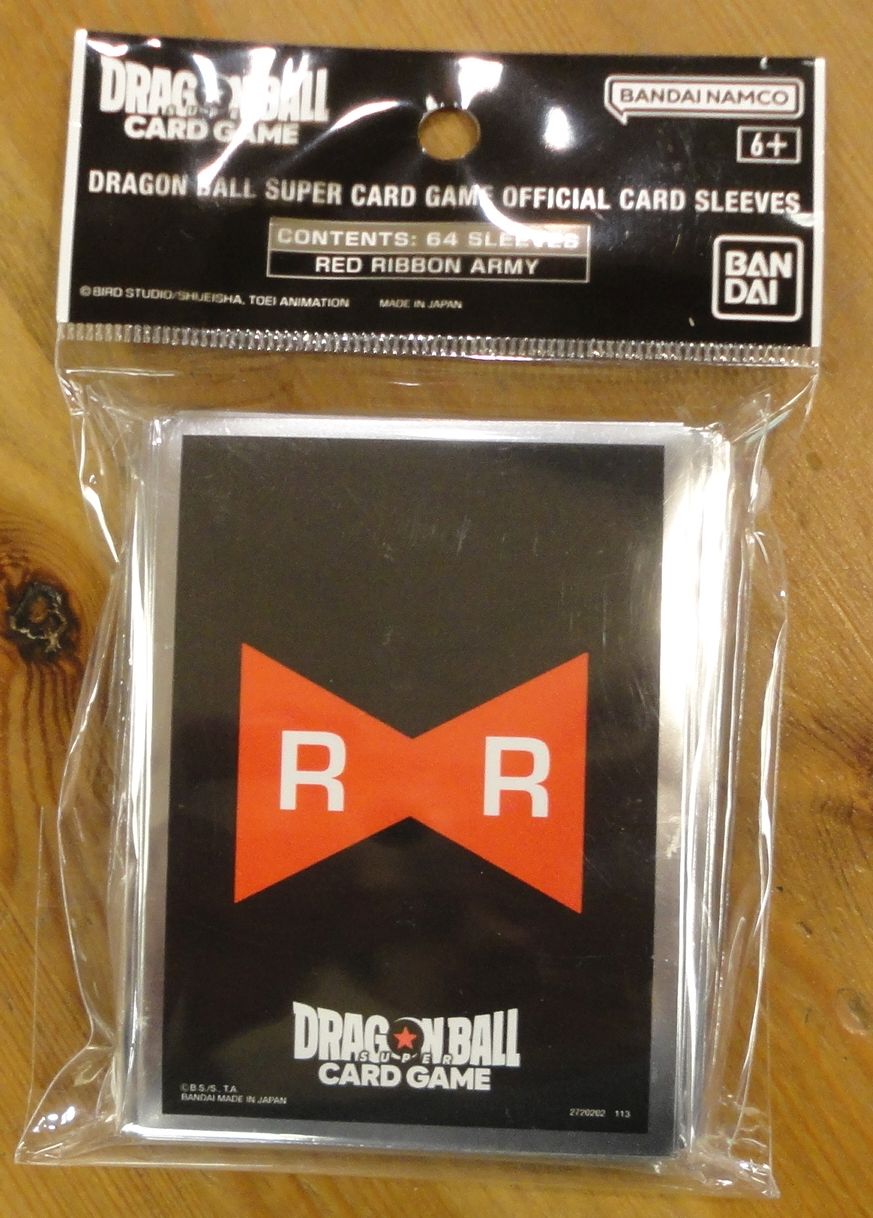 DRAGON BALL
SUPER
CARD GAME
BANDAI NAMCO
6+
DRAGON BALL SUPER CARD GAME OFFICIAL CARD SLEEVES
CONTENTS: 64 SLEEVES
RED RIBBON ARMY
BAN
DAI
©BIRD STUDIO/SHUEISHA, TOEI ANIMATION MADE IN JAPAN
R R
DRAGON BALL
SUPER
CARD GAME
©B.S./S., T.A.
BANDAI MADE IN JAPAN
2720202 113